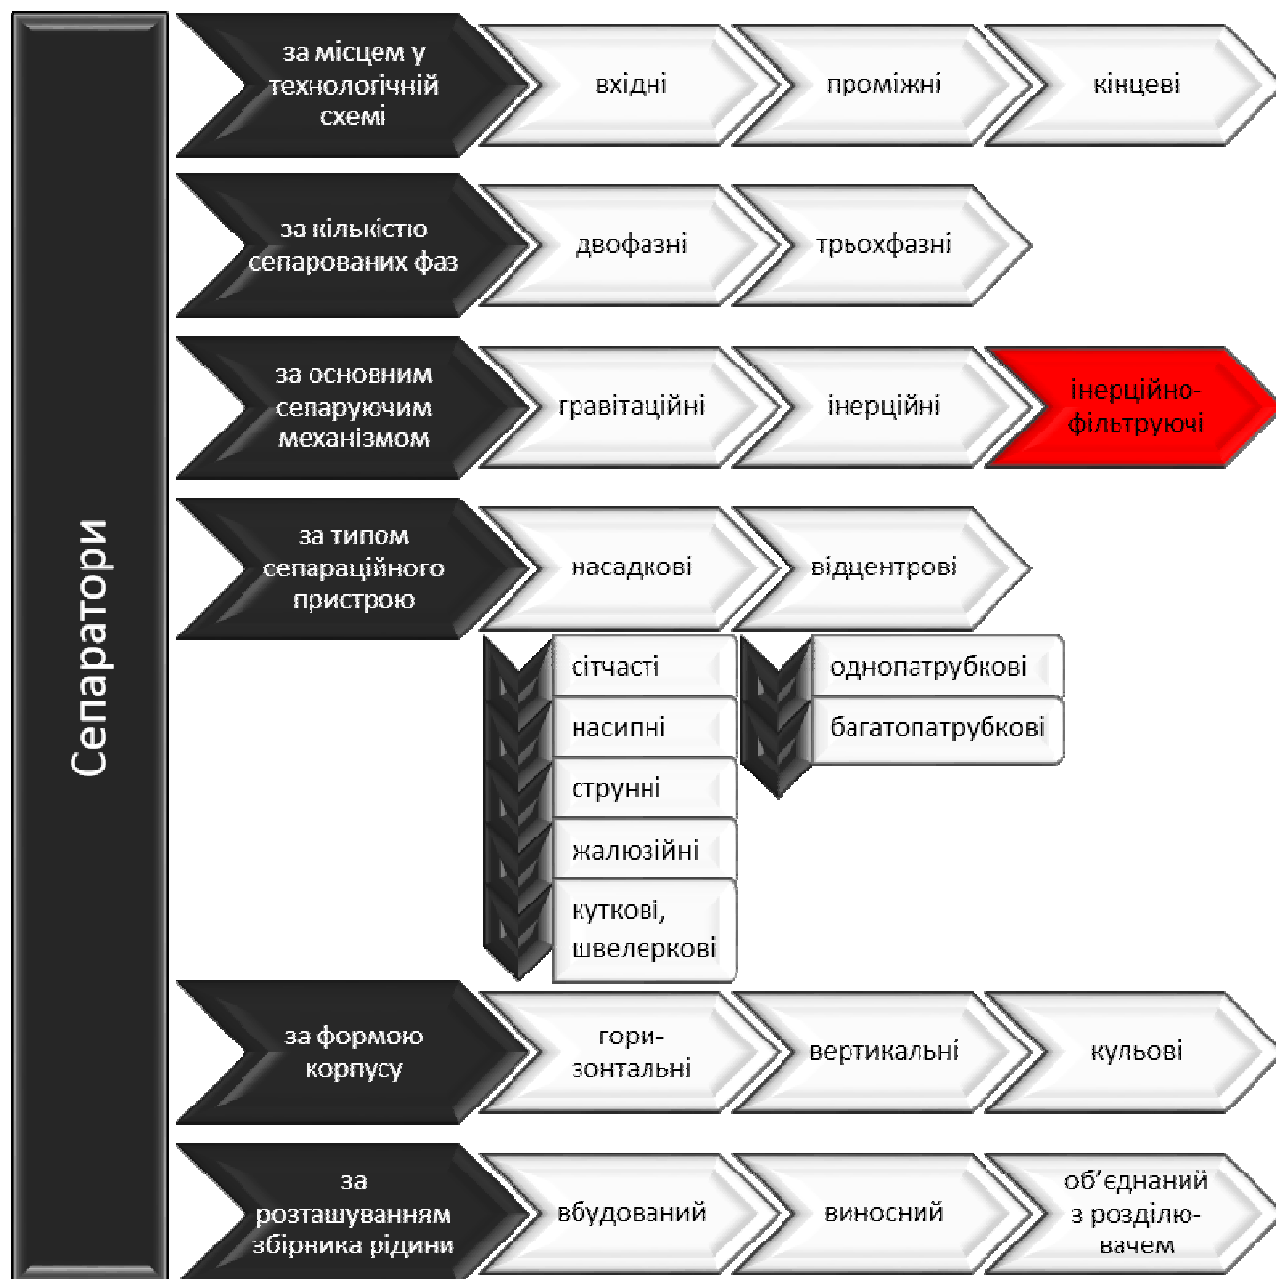 Сепаратори
за місцем у
технологічній
схемі
вхідні
проміжні
кінцеві
за кількістю
сепарованих фаз
двофазні
трьохфазні
за основним
сепаруючим
механізмом
гравітаційні
інерційні
інерційно-
фільтруючі
за типом
сепараційного
пристрою
насадкові
відцентрові
сітчасті
насипні
струнні
жалюзійні
куткові,
швелеркові
однопатрубкові
багатопатрубкові
за формою
корпусу
гори-
зонтальні
вертикальні
кульові
за
розташуванням
збірника рідини
вбудований
виносний
об’єднаний
з розділю-
вачем